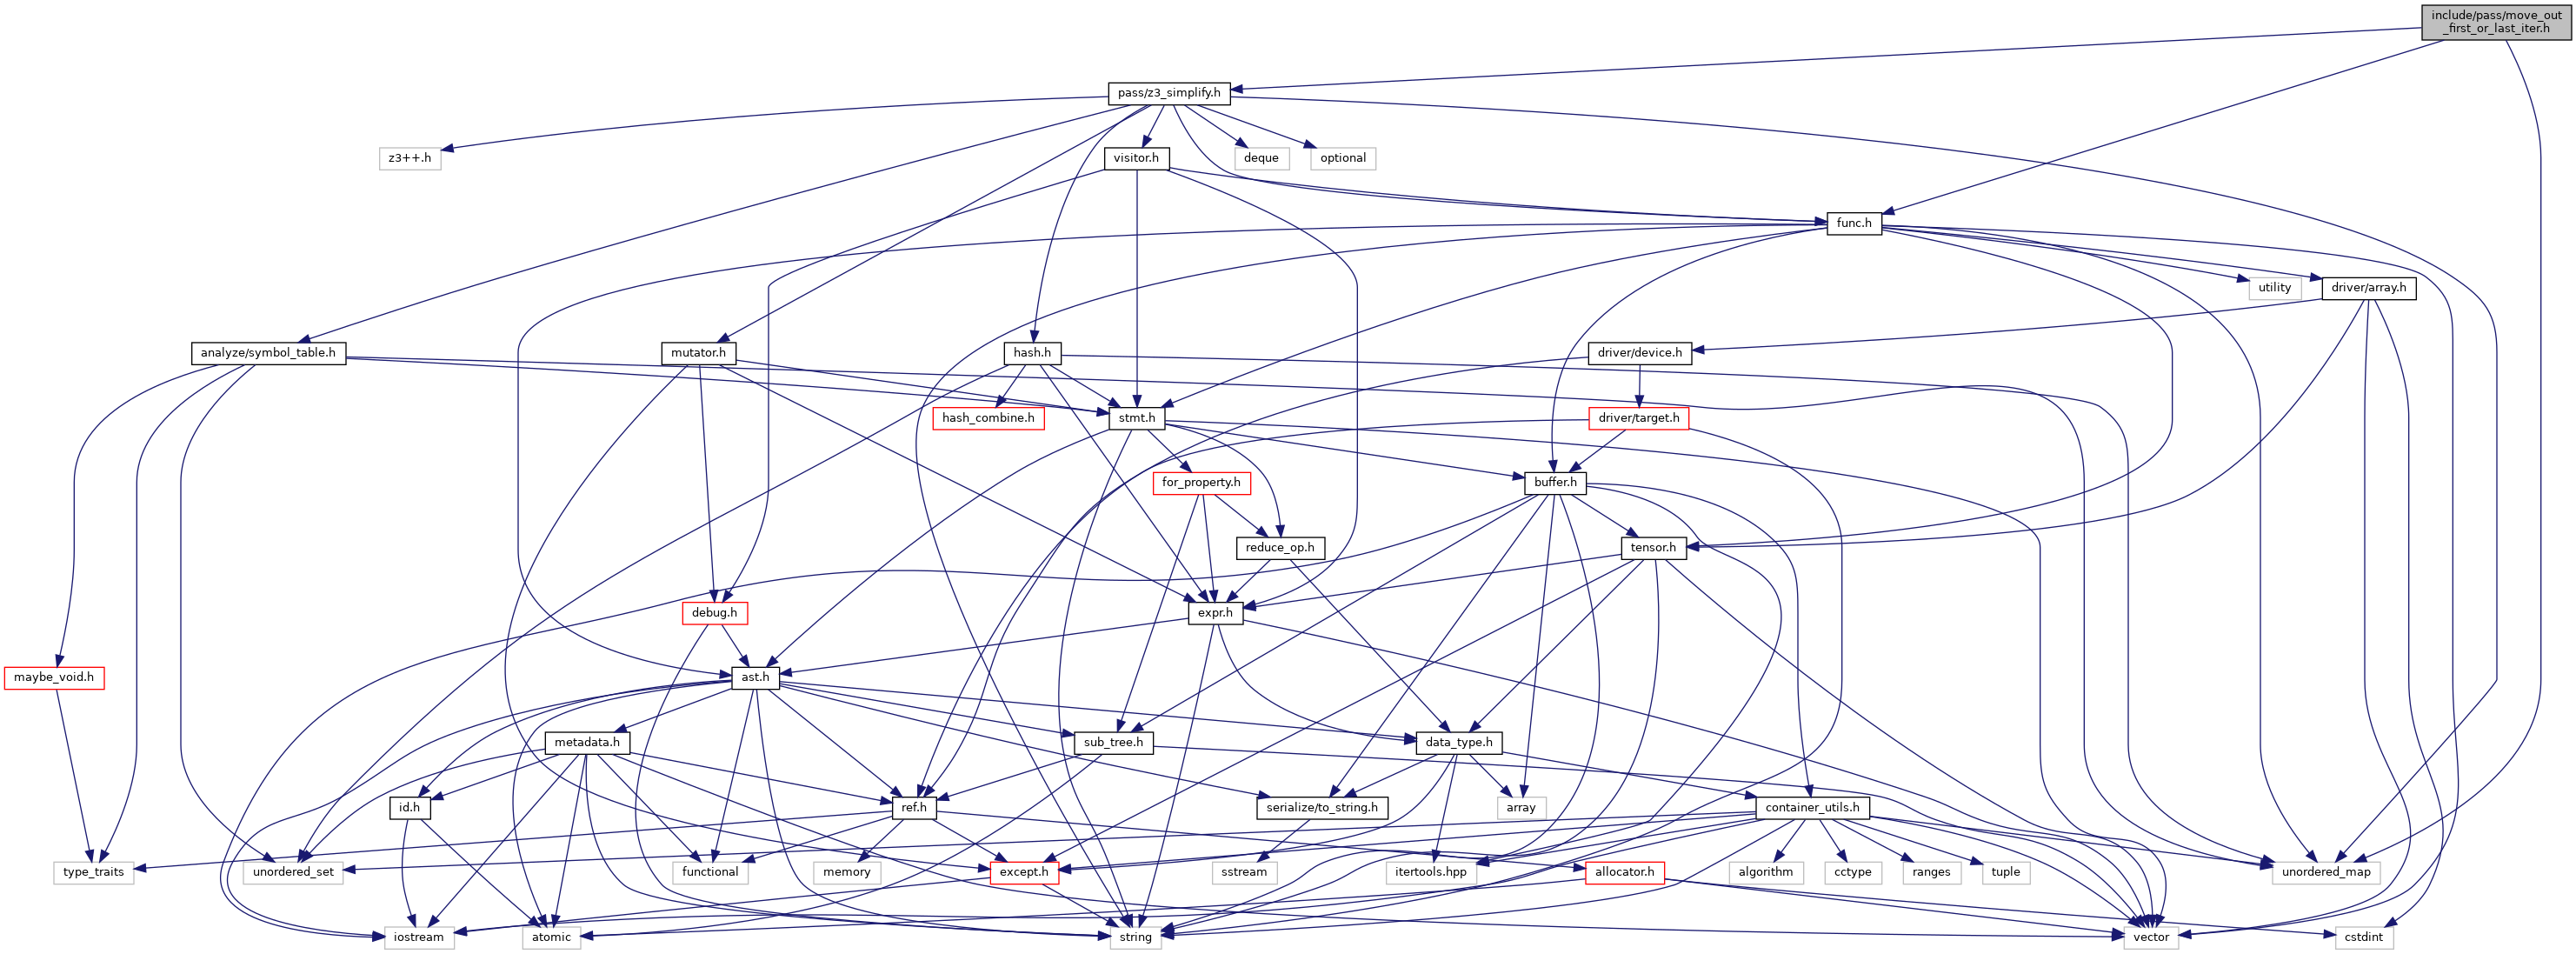 include/pass/move_out
_first_or_last_iter.h
pass/z3_simplify.h
z3++.h
visitor.h
deque
optional
func.h
utility
driver/array.h
analyze/symbol_table.h
mutator.h
hash.h
driver/device.h
hash_combine.h
stmt.h
driver/target.h
for_property.h
buffer.h
reduce_op.h
tensor.h
debug.h
expr.h
maybe_void.h
ast.h
metadata.h
sub_tree.h
data_type.h
id.h
ref.h
serialize/to_string.h
array
container_utils.h
type_traits
unordered_set
functional
memory
except.h
sstream
itertools.hpp
allocator.h
algorithm
cctype
ranges
tuple
unordered_map
iostream
atomic
string
vector
cstdint